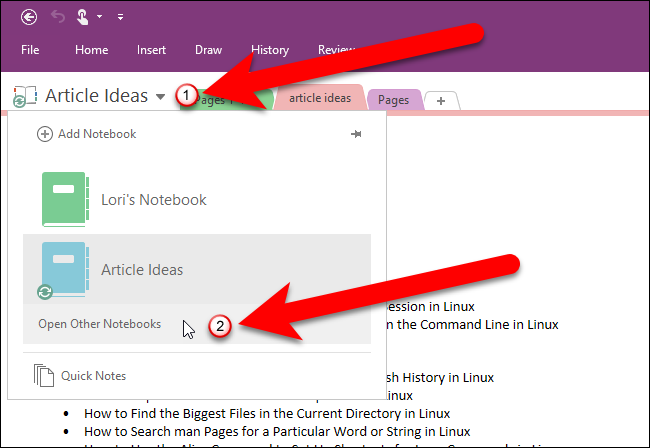 File Home Insert Draw History Review
Article Ideas 1 Pages article ideas Pages
Add Notebook
Lori's Notebook
Article Ideas
Open Other Notebooks 2
Quick Notes
ession in Linux
n the Command Line in Linux
sh History in Linux
Linux
• How to Find the Biggest Files in the Current Directory in Linux
• How to Search man Pages for a Particular Word or String in Linux